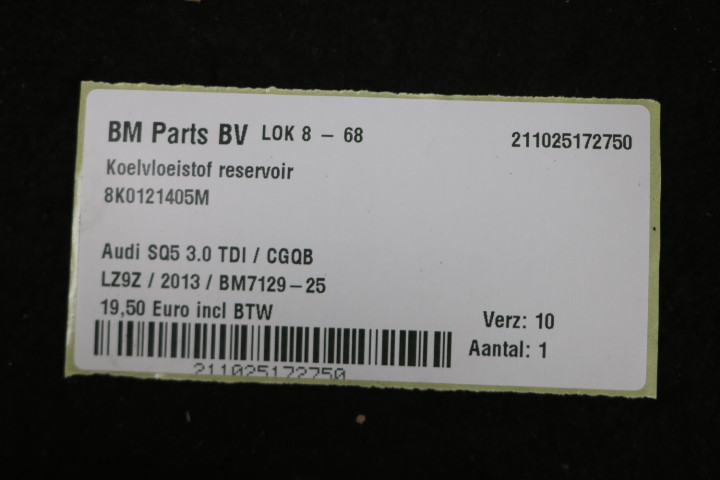 BM Parts BV LOK 8 - 68 211025172750
Koelvloeistof reservoir
8K0121405M
Audi SQ5 3.0 TDI / CGQB
LZ9Z / 2013 / BM7129-25
19,50 Euro incl BTW
Verz: 10
Aantal: 1
211025172750